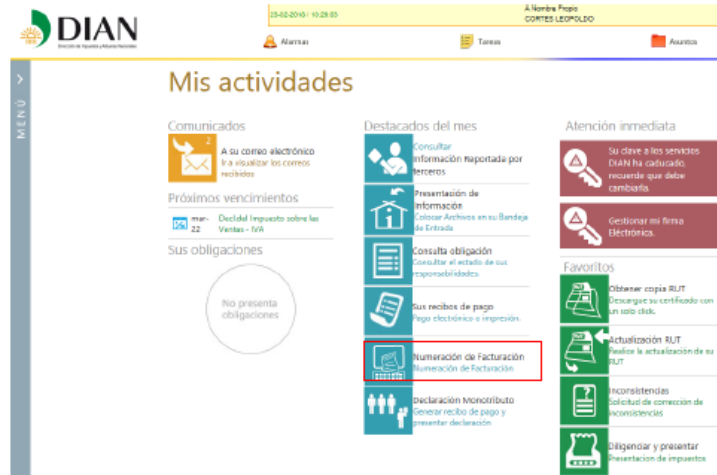 DIAN
Dirección de Impuestos y Aduanas Nacionales
23-02-2016 / 10:29:03
A Nombre Propio
CORTES LEOPOLDO
Alarmas
Tareas
Asuntos
MENÚ
Mis actividades
Comunicados
2
A su correo electrónico
Ir a visualizar los correos
recibidos
Próximos vencimientos
mar-
22
Decl.del Impuesto sobre las
Ventas - IVA
Sus obligaciones
No presenta
obligaciones
Destacados del mes
Consultar
Información Reportada por
terceros
Presentación de
Información
Colocar Archivos en su Bandeja
de Entrada
Consulta obligación
Consultar el estado de sus
responsabilidades.
Sus recibos de pago
Pago electrónico o impresión.
Numeración de Facturación
Numeración de Facturación
Declaración Monotributo
Generar recibo de pago y
presentar declaración
Atención inmediata
Su clave a los servicios
DIAN ha caducado,
recuerde que debe
cambiarla.
Gestionar mi firma
Eléctrónica.
Favoritos
Obtener copia RUT
Descargue su certificado con
un solo click.
Actualización RUT
Realice la actualización de su
RUT
Inconsistencias
Solicitud de corrección de
inconsistencias
Diligenciar y presentar
Presentacion de impuestos